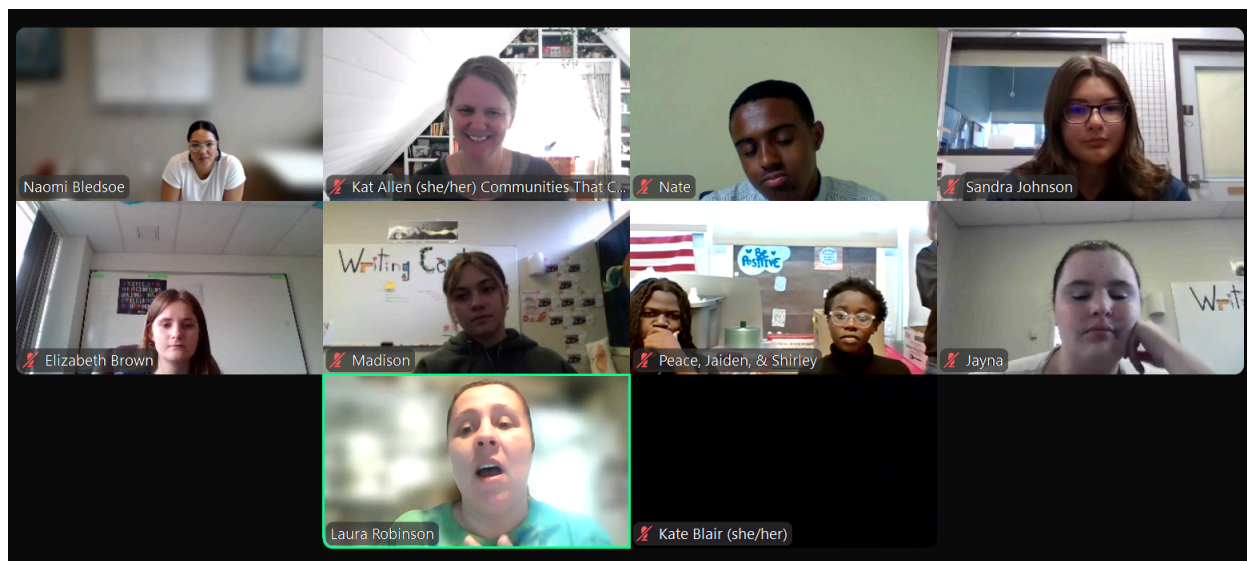 Naomi Bledsoe
Kat Allen (she/her) Communities That C...
Nate
Sandra Johnson
Elizabeth Brown
Writing
Madison
BE
POSITIVE
Peace, Jaiden, & Shirley
Writ
Jayna
Laura Robinson
Kate Blair (she/her)